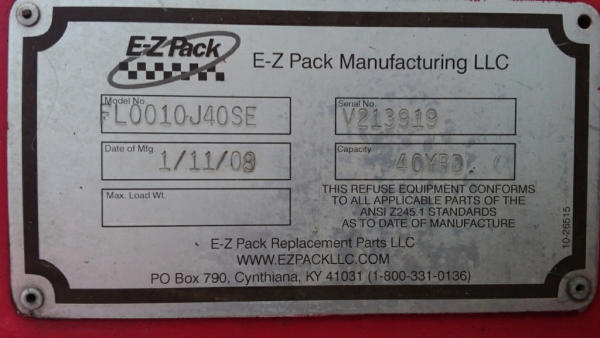 E-Z Pack
E-Z Pack Manufacturing LLC
Model No.
FL0010J40SE
Serial No.
V213919
Date of Mfg.
1/11/08
Capacity
40YRD.
Max. Load Wt.
THIS REFUSE EQUIPMENT CONFORMS
TO ALL APPLICABLE PARTS OF THE
ANSI Z245.1 STANDARDS
AS TO DATE OF MANUFACTURE
10-26515
E-Z Pack Replacement Parts LLC
WWW.EZPACKLLC.COM
PO Box 790, Cynthiana, KY 41031 (1-800-331-0136)